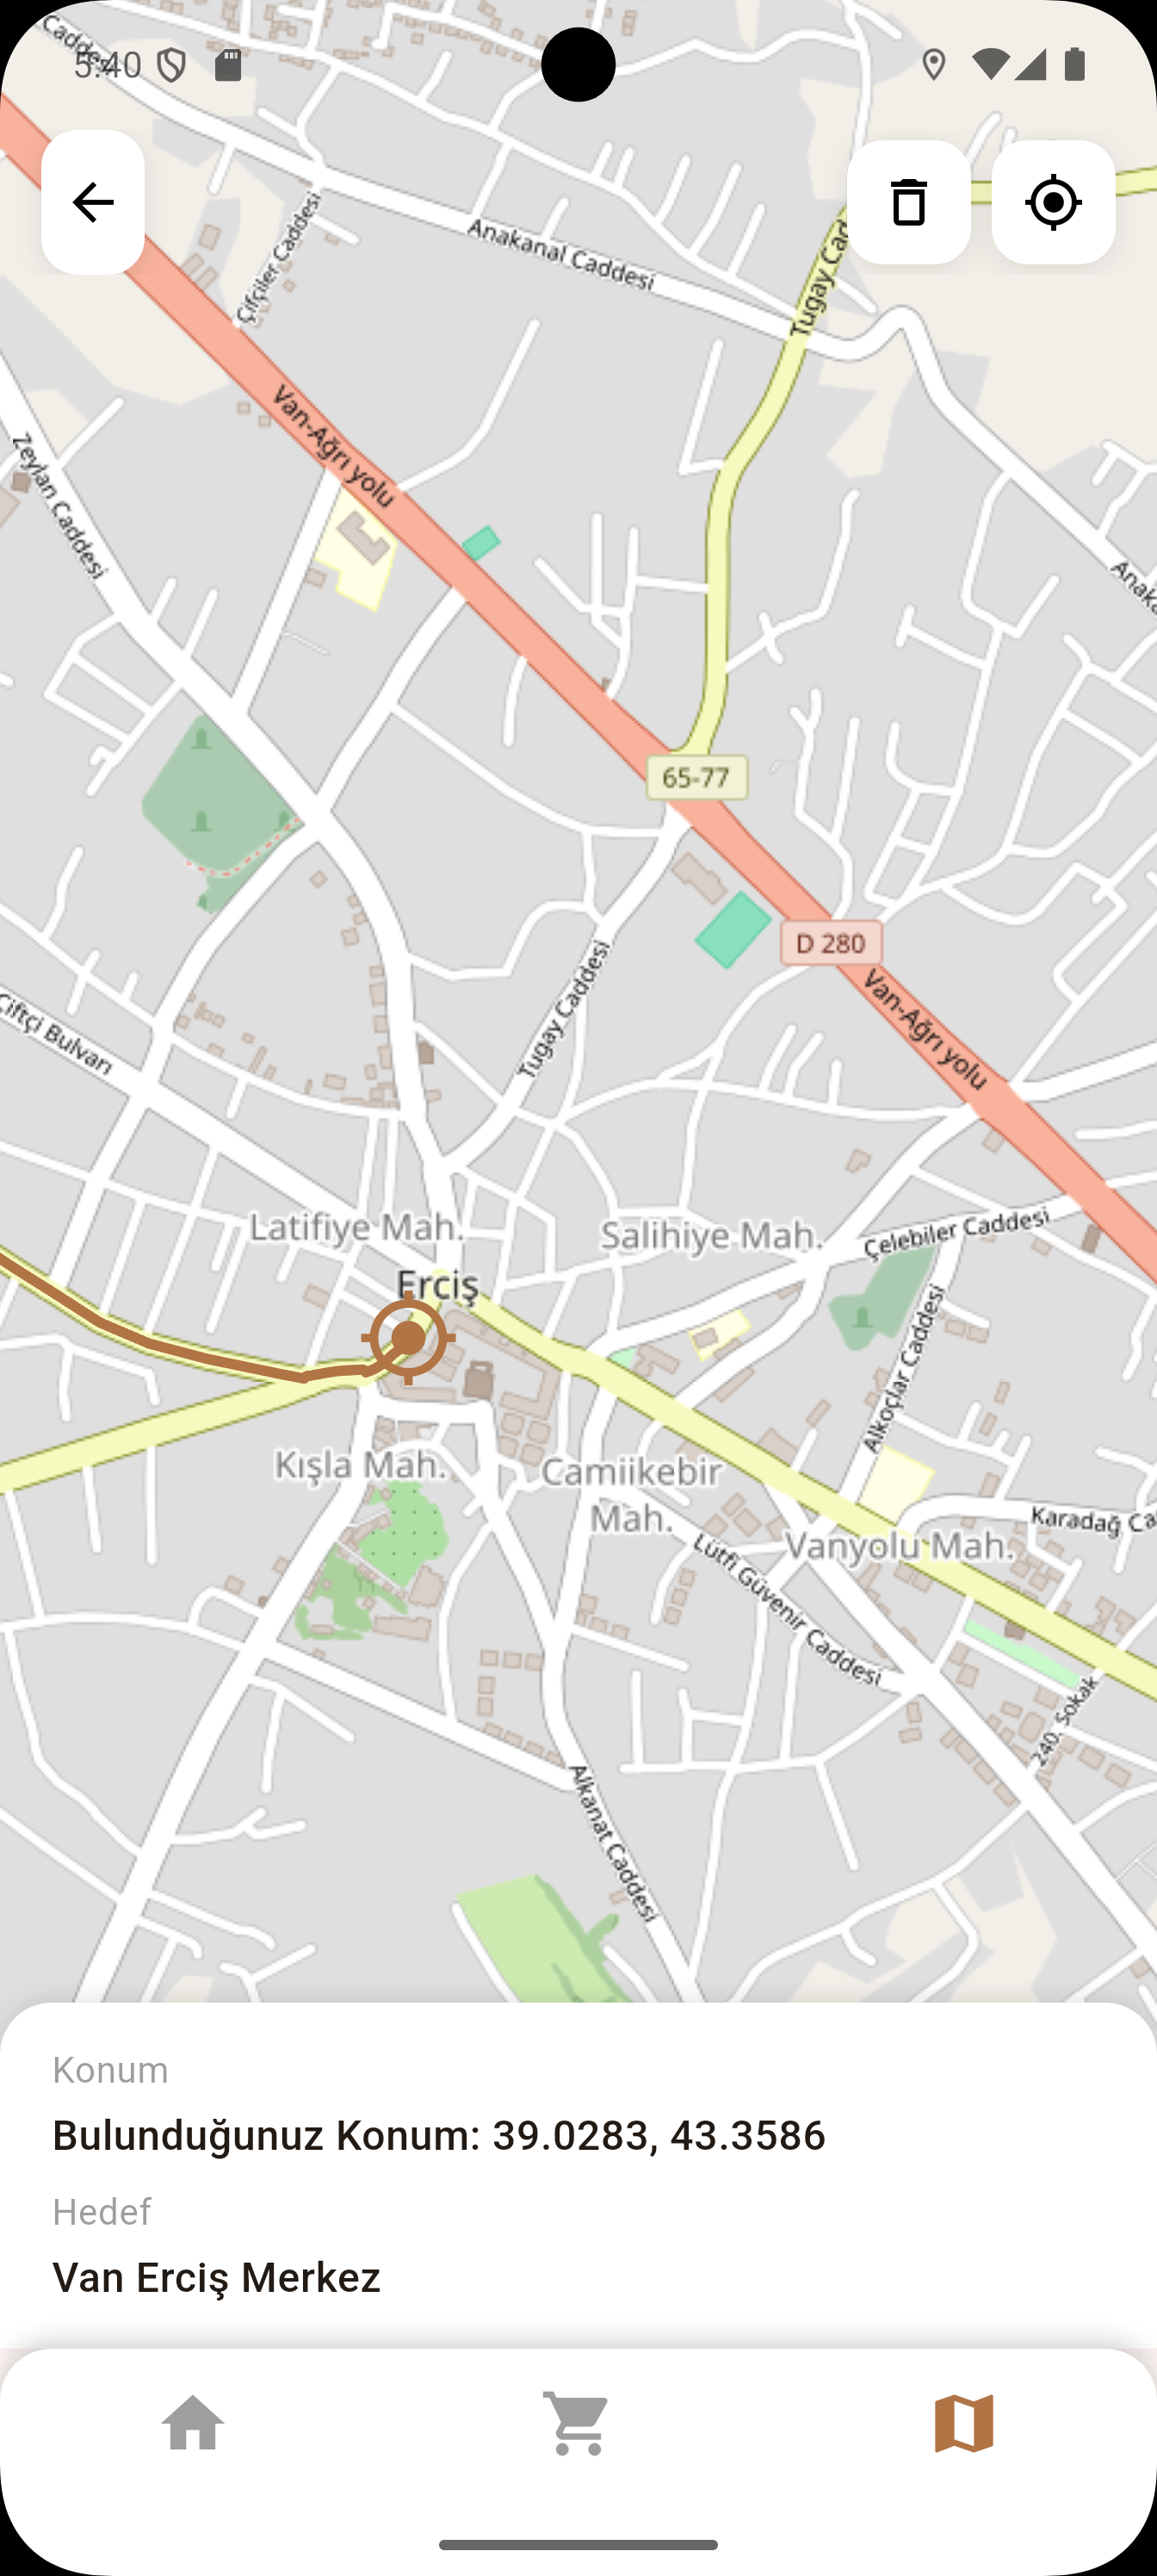 Caddesi
5:40
Anakanal Caddesi
Tugay Cad
Çifçiler Caddesi
Van-Ağrı yolu
Zeylan Caddesi
Anaka
65-77
D 280
Tugay Caddesi
Van-Ağrı yolu
Çiftçi Bulvarı
Latifiye Mah.
Salihiye Mah.
Çelebiler Caddesi
Erciş
Alkoçlar Caddesi
Kışla Mah.
Camiikebir
Mah.
Karadağ Ca
Vanyolu Mah.
Lütfi Güvenir Caddesi
240. Sokak
Alkanat Caddesi
Konum
Bulunduğunuz Konum: 39.0283, 43.3586
Hedef
Van Erciş Merkez